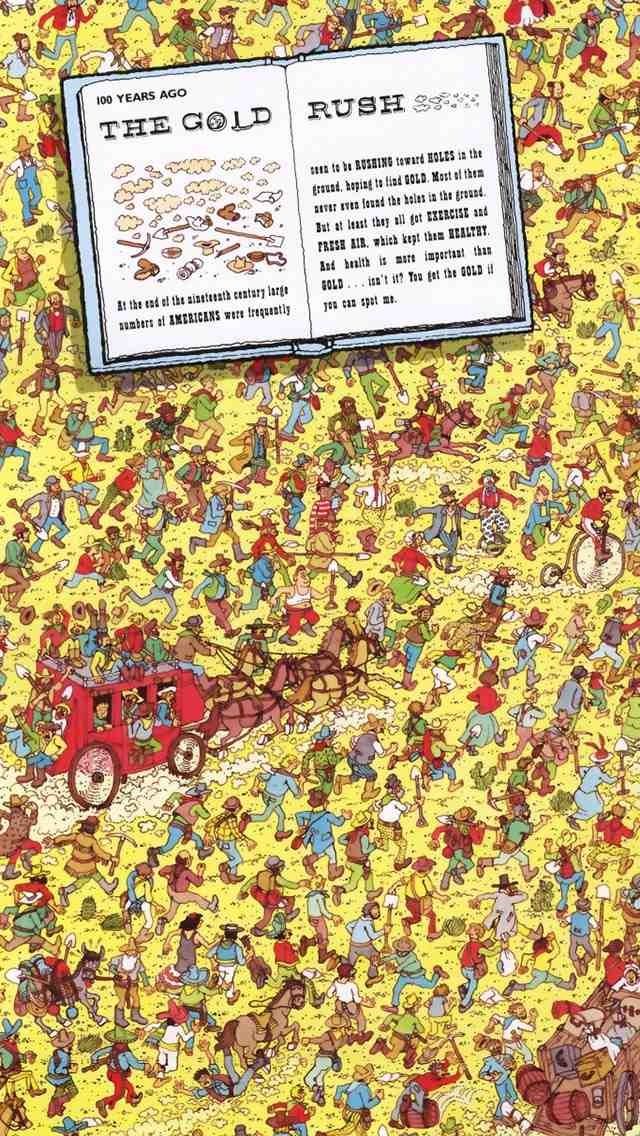 100 YEARS AGO
THE GOLD RUSH
At the end of the nineteenth century large
numbers of AMERICANS were frequently
seen to be RUSHING toward HOLES in the
ground, hoping to find GOLD. Most of them
never even found the holes in the ground.
But at least they all got EXERCISE and
FRESH AIR, which kept them HEALTHY.
And health is more important than
GOLD . . . isn't it? You get the GOLD if
you can spot me.